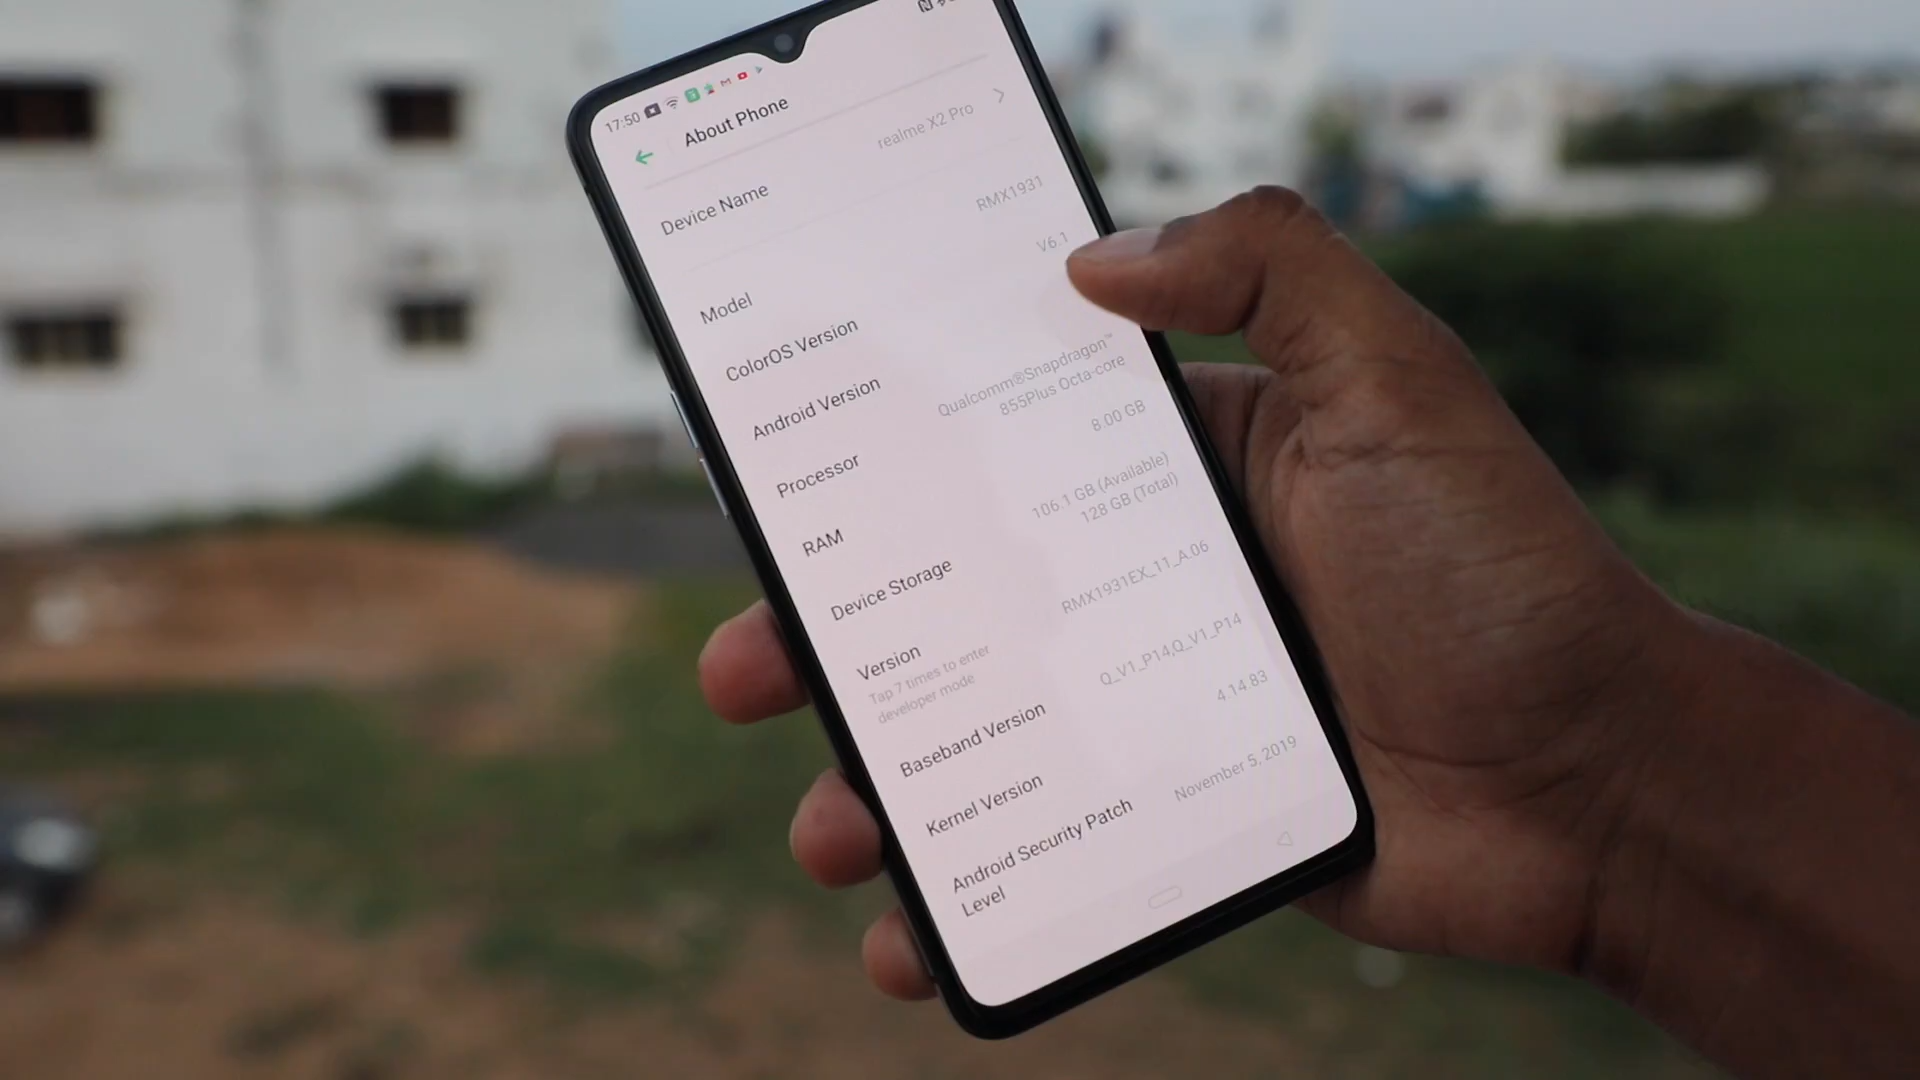 17:50
About Phone
Device Name
realme X2 Pro
Model
RMX1931
ColorOS Version
V6.1
Android Version
Processor
Qualcomm®Snapdragon™
855Plus Octa-core
RAM
8.00 GB
Device Storage
106.1 GB (Available)
128 GB (Total)
Version
Tap 7 times to enter
developer mode
RMX1931EX_11_A.06
Baseband Version
Q_V1_P14,Q_V1_P14
Kernel Version
4.14.83
Android Security Patch
Level
November 5, 2019